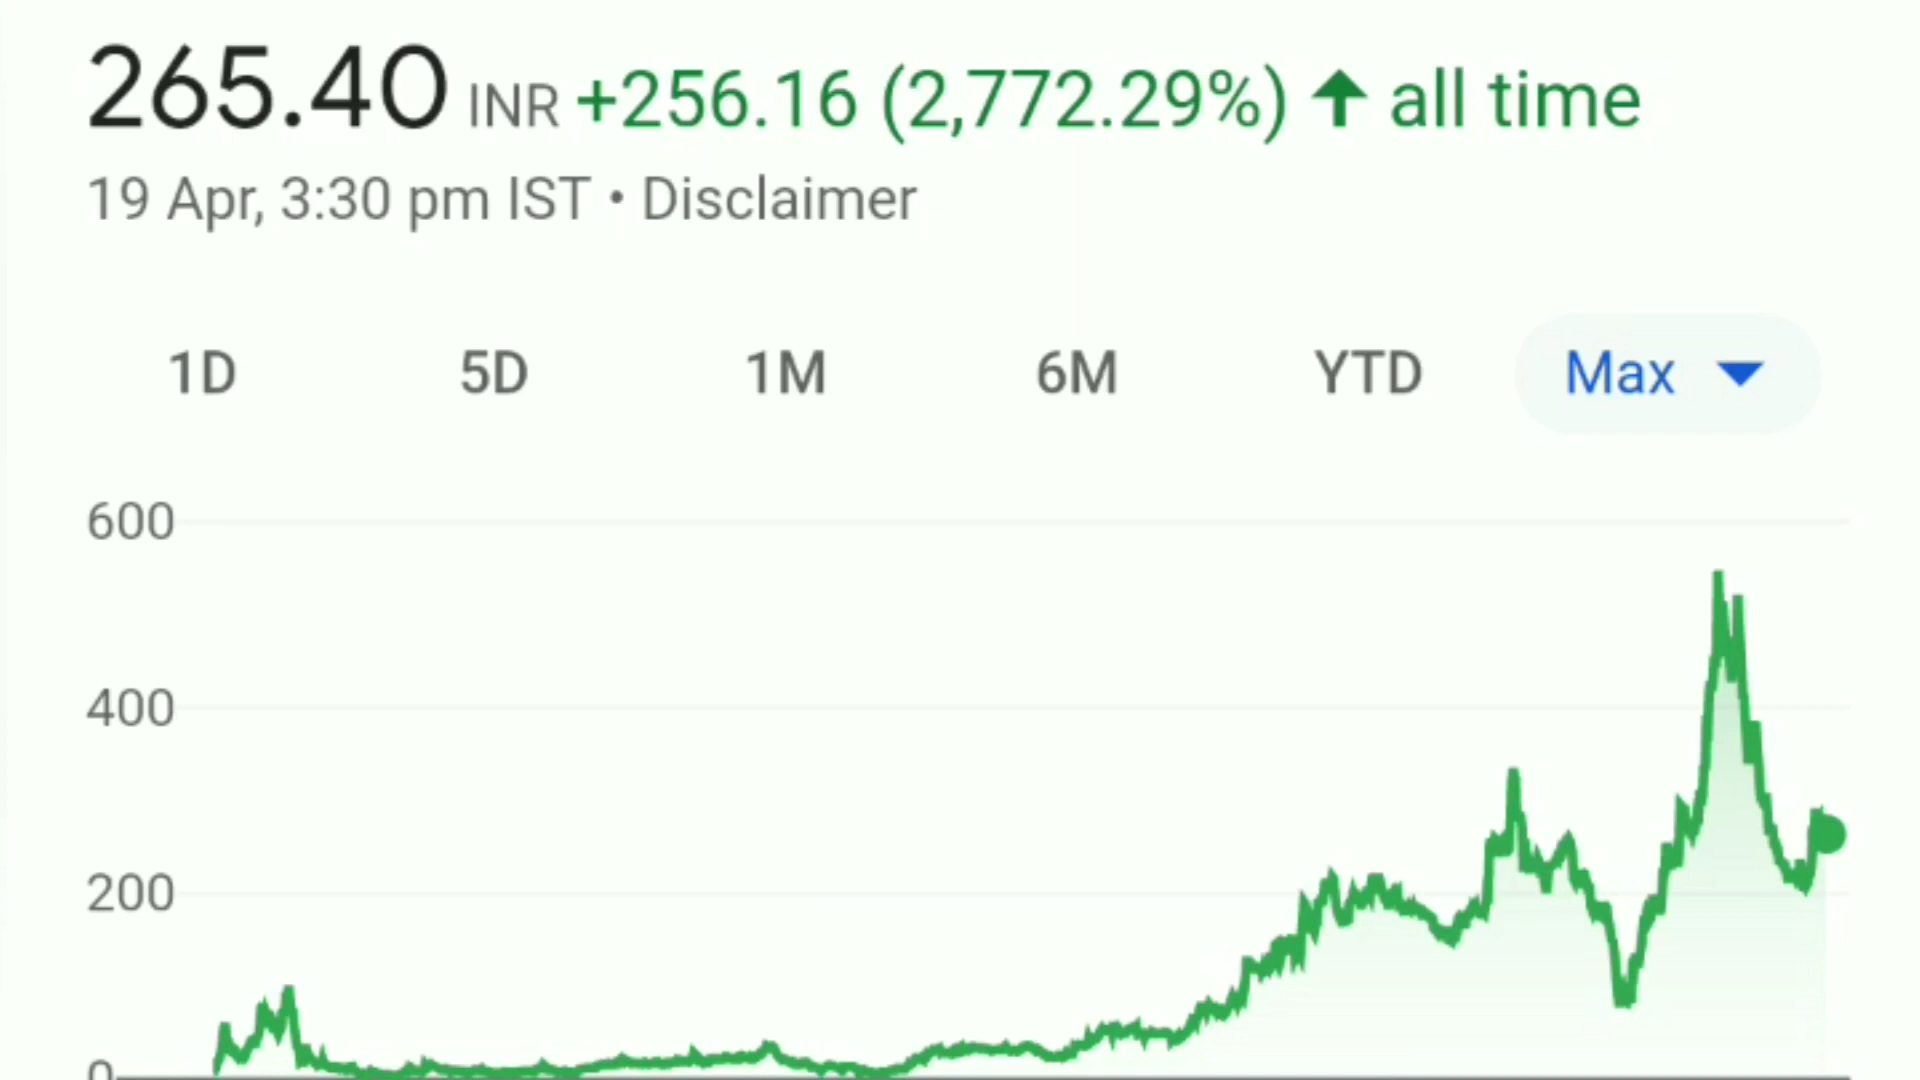 265.40 INR +256.16 (2,772.29%) ↑ all time
19 Apr, 3:30 pm IST • Disclaimer
1D 5D 1M 6M YTD Max
600
400
200
0